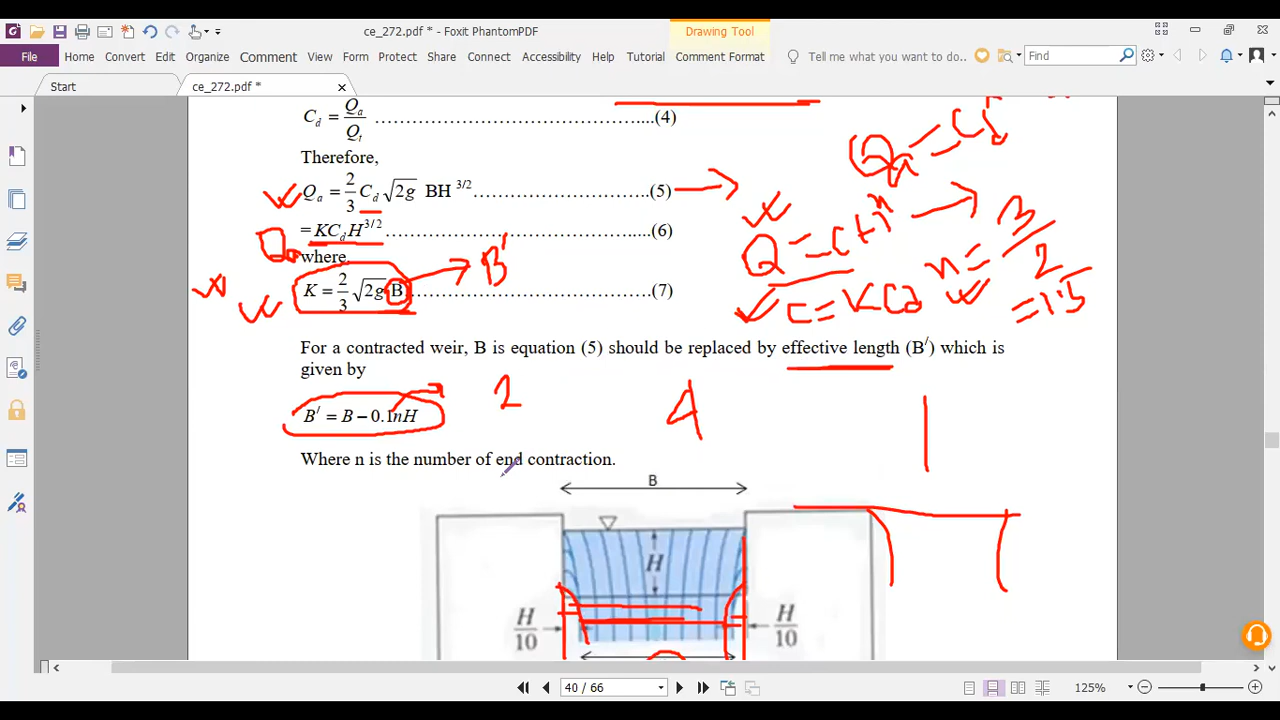 ce_272.pdf * - Foxit PhantomPDF
Drawing Tool
File Home Convert Edit Organize Comment View Form Protect Share Connect Accessibility Help Tutorial Comment Format Tell me what you want to do... Find
Start ce_272.pdf *
C_d = Q_a / Q_t ………………………………………....(4)
Therefore,
Q_a = 2/3 C_d √2g BH ^3/2………………………….(5)
= KC_dH^3/2………………………………………......(6)
where,
K = 2/3 √2g B……………………………………….(7)
Q = CH^n
n = 3/2
= 1.5
C = KCd
B'
For a contracted weir, B is equation (5) should be replaced by effective length (B′) which is
given by
B′ = B − 0.1nH
2
4
1
Where n is the number of end contraction.
B
H
H/10
H/10
40 / 66
125%